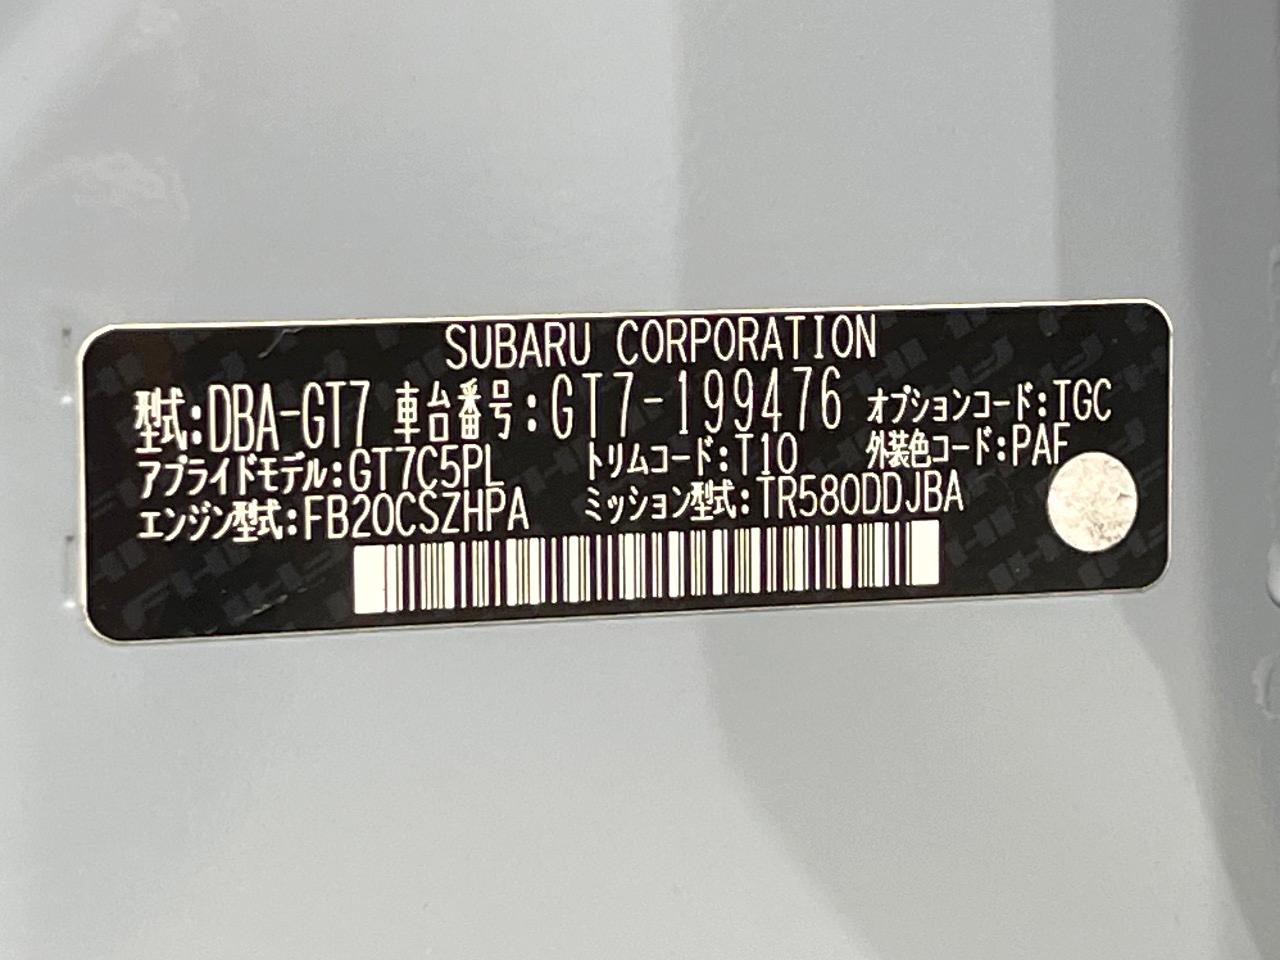 SUBARU CORPORATION
型式:DBA-GT7 車台番号:GT7-199476 オプションコード:TGC
アプライドモデル:GT7C5PL トリムコード:T10 外装色コード:PAF
エンジン型式:FB20CSZHPA ミッション型式:TR580DDJBA